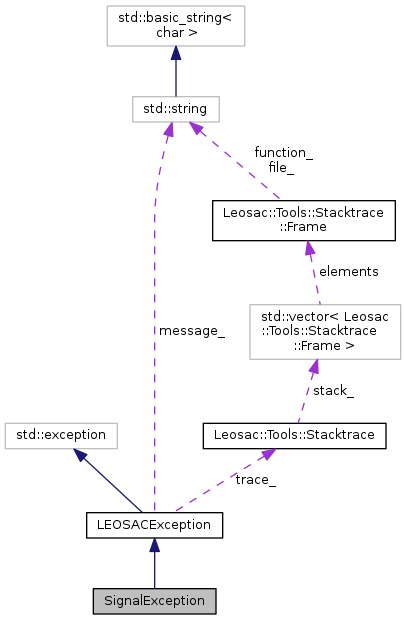 std::basic_string<
char >
std::string
function_
file_
Leosac::Tools::Stacktrace
::Frame
elements
message_
std::vector< Leosac
::Tools::Stacktrace
::Frame >
stack_
std::exception
Leosac::Tools::Stacktrace
trace_
LEOSACException
SignalException